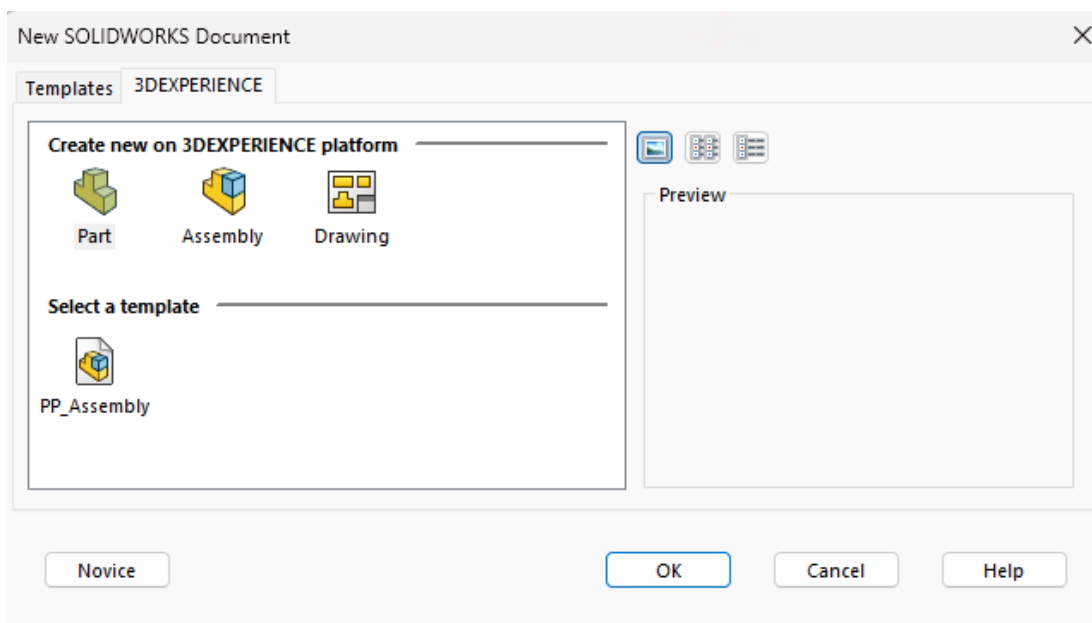 New SOLIDWORKS Document
Templates 3DEXPERIENCE
Create new on 3DEXPERIENCE platform
Part Assembly Drawing
Select a template
PP_Assembly
Preview
Novice OK Cancel Help